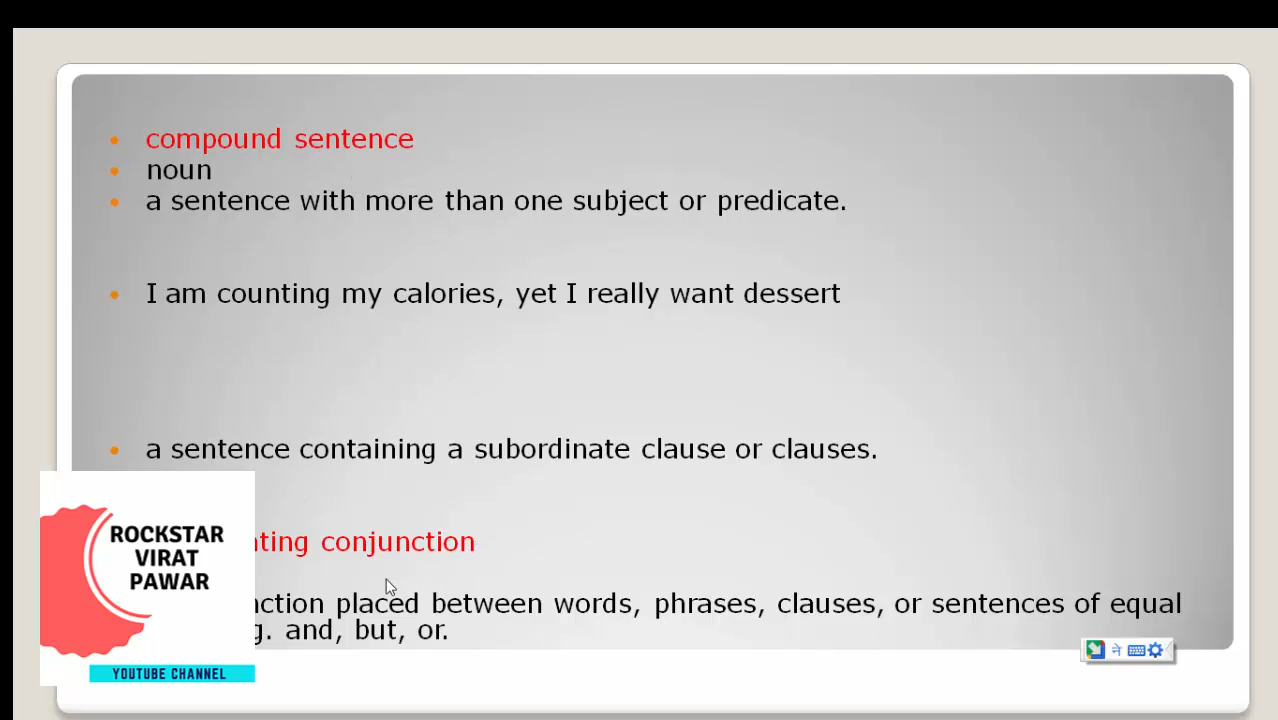 compound sentence
noun
a sentence with more than one subject or predicate.
I am counting my calories, yet I really want dessert
a sentence containing a subordinate clause or clauses.
conjunction
placed between words, phrases, clauses, or sentences of equal
and, but, or.
ROCKSTAR
VIRAT
PAWAR
YOUTUBE CHANNEL
ने